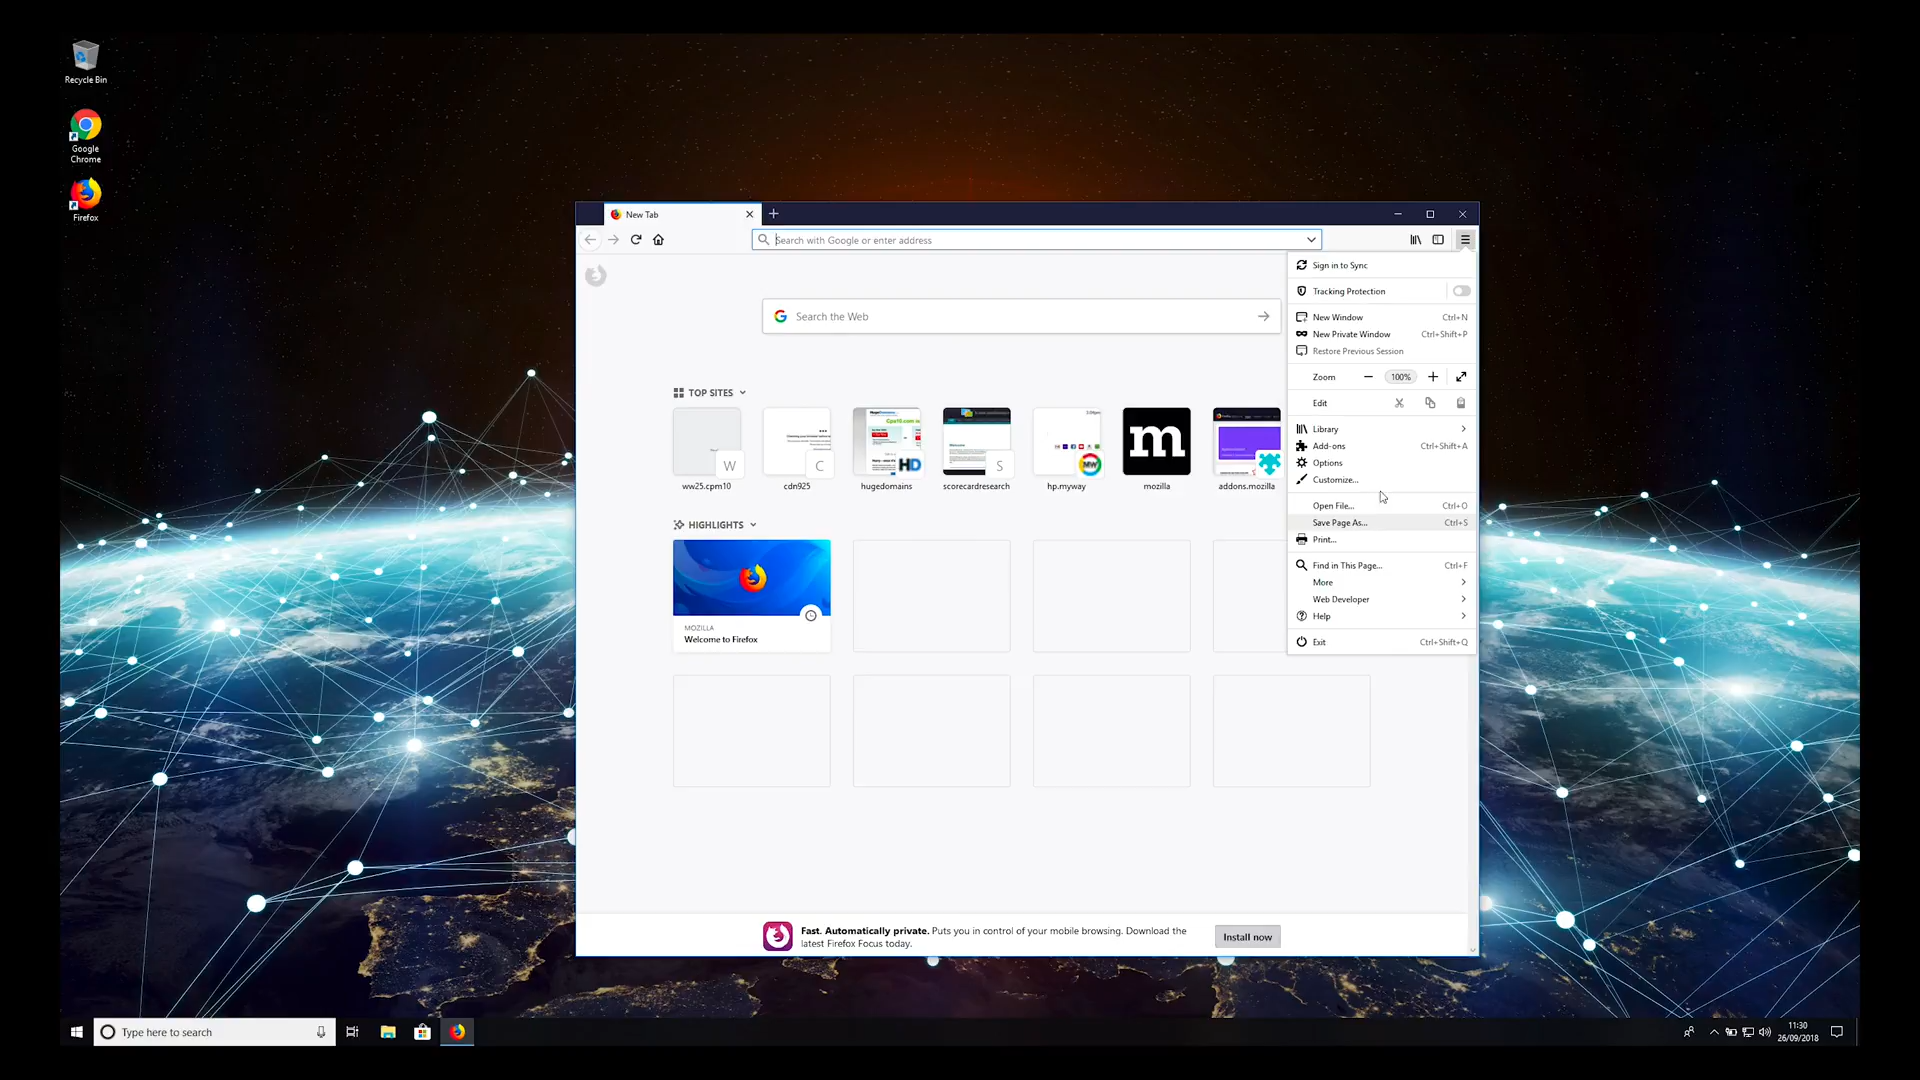 Recycle Bin
Google
Chrome
Firefox
New Tab
Search with Google or enter address
Search the Web
TOP SITES
W
C
HD
S
m
ww25.cpm10
cdn925
hugedomains
scorecardresearch
hp.myway
mozilla
addons.mozilla
HIGHLIGHTS
MOZILLA
Welcome to Firefox
Sign in to Sync
Tracking Protection
New Window Ctrl+N
New Private Window Ctrl+Shift+P
Restore Previous Session
Zoom 100%
Edit
Library
Add-ons Ctrl+Shift+A
Options
Customize...
Open File... Ctrl+O
Save Page As... Ctrl+S
Print...
Find in This Page... Ctrl+F
More
Web Developer
Help
Exit Ctrl+Shift+Q
Fast. Automatically private. Puts you in control of your mobile browsing. Download the
latest Firefox Focus today.
Install now
Type here to search
11:30
26/09/2018